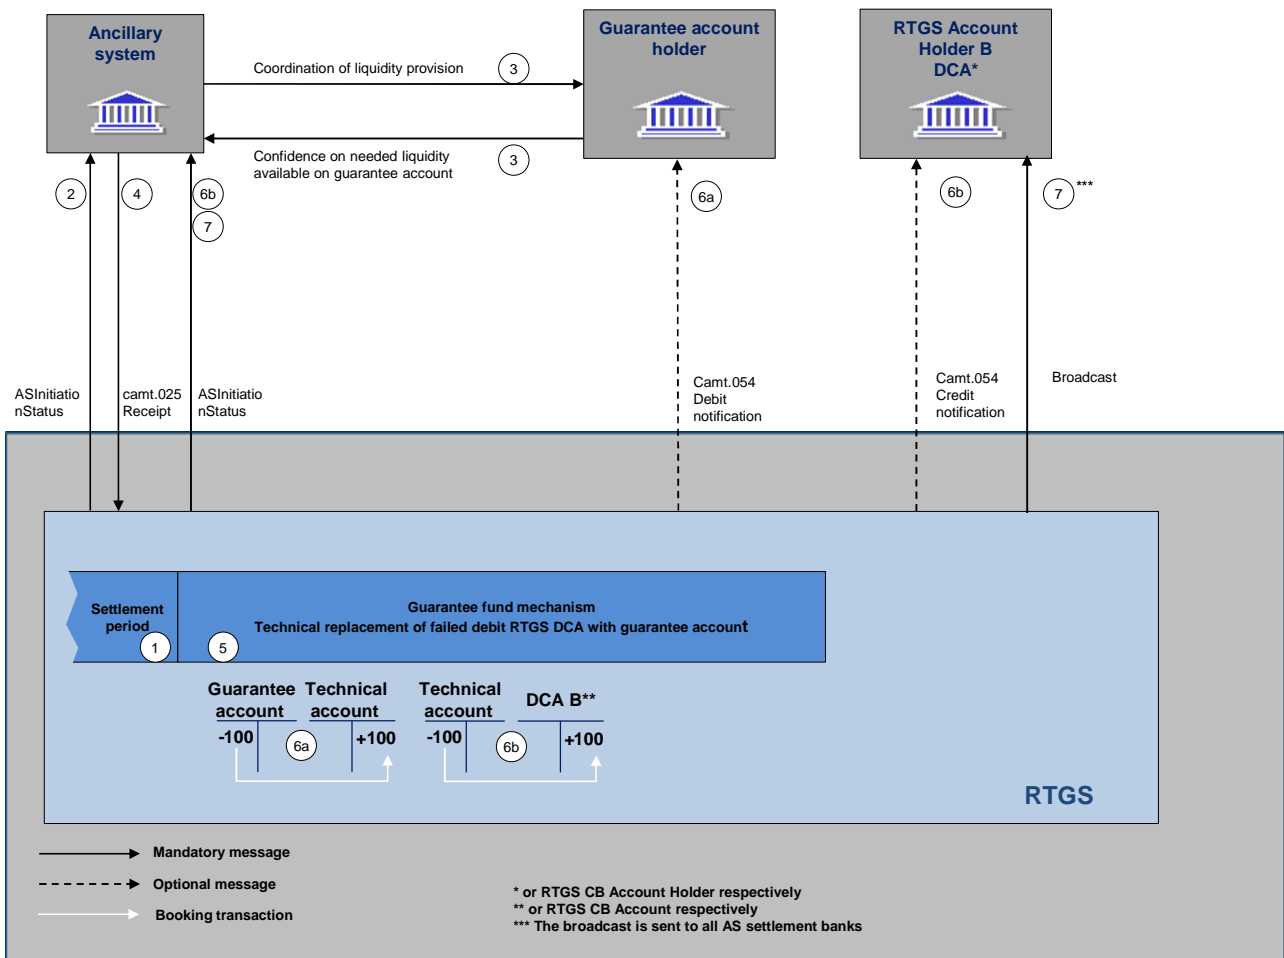 Ancillary
system
Guarantee account
holder
RTGS Account
Holder B
DCA*
Coordination of liquidity provision
3
Confidence on needed liquidity
available on guarantee account
3
2
4
6b
7
6a
6b
7
***
ASInitiatio
nStatus
camt.025
Receipt
ASInitiatio
nStatus
Camt.054
Debit
notification
Camt.054
Credit
notification
Broadcast
Settlement
period
1
5
Guarantee fund mechanism
Technical replacement of failed debit RTGS DCA with guarantee account
Guarantee
account
Technical
account
-100
6a
+100
Technical
account
DCA B**
-100
6b
+100
RTGS
Mandatory message
Optional message
Booking transaction
* or RTGS CB Account Holder respectively
** or RTGS CB Account respectively
*** The broadcast is sent to all AS settlement banks